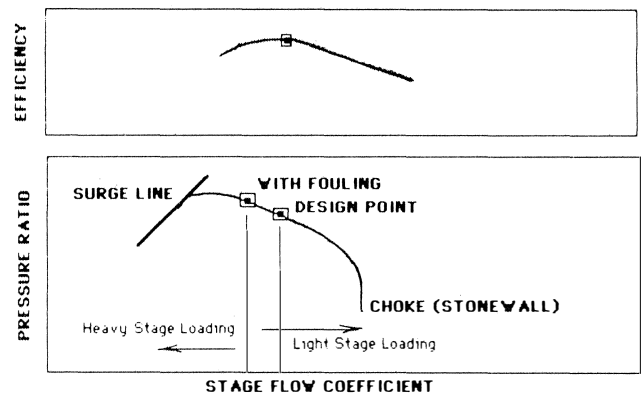 EFFICIENCY
PRESSURE RATIO
SURGE LINE
WITH FOULING
DESIGN POINT
CHOKE (STONEWALL)
Heavy Stage Loading
Light Stage Loading
STAGE FLOW COEFFICIENT